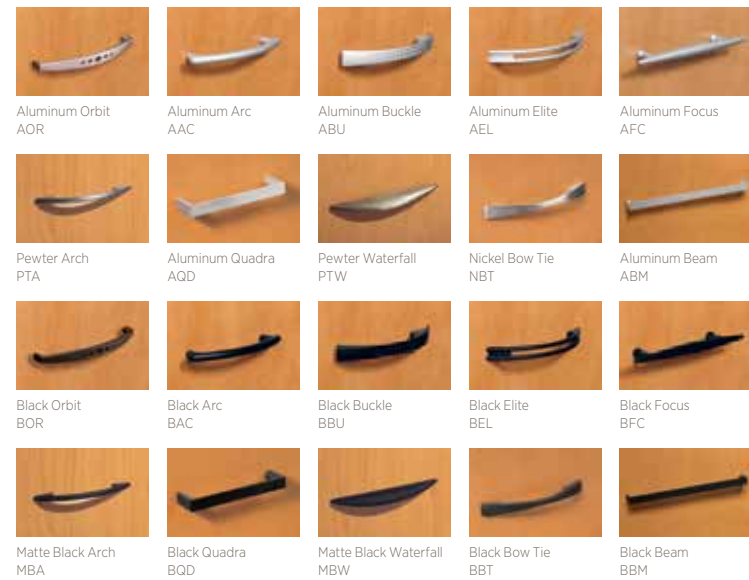 Aluminum Orbit
AOR
Aluminum Arc
AAC
Aluminum Buckle
ABU
Aluminum Elite
AEL
Aluminum Focus
AFC
Pewter Arch
PTA
Aluminum Quadra
AQD
Pewter Waterfall
PTW
Nickel Bow Tie
NBT
Aluminum Beam
ABM
Black Orbit
BOR
Black Arc
BAC
Black Buckle
BBU
Black Elite
BEL
Black Focus
BFC
Matte Black Arch
MBA
Black Quadra
BQD
Matte Black Waterfall
MBW
Black Bow Tie
BBT
Black Beam
BBM